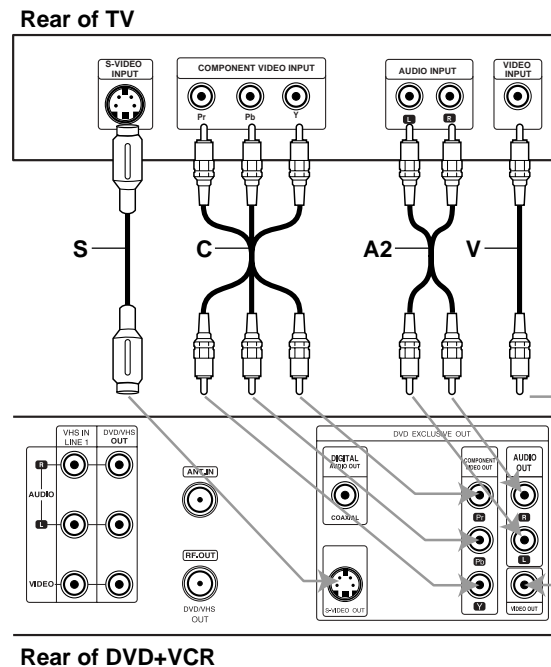 Rear of TV
S-VIDEO
INPUT
COMPONENT VIDEO INPUT
Pr
Pb
Y
AUDIO INPUT
L
R
VIDEO
INPUT
S
C
A2
V
VHS IN
LINE 1
DVD/VHS
OUT
R
AUDIO
L
VIDEO
ANT.IN
RF.OUT
DVD/VHS
OUT
DVD EXCLUSIVE OUT
DIGITAL
AUDIO OUT
COAXIAL
S-VIDEO OUT
COMPONENT
VIDEO OUT
Pr
Pb
Y
AUDIO
OUT
R
L
VIDEO OUT
Rear of DVD+VCR